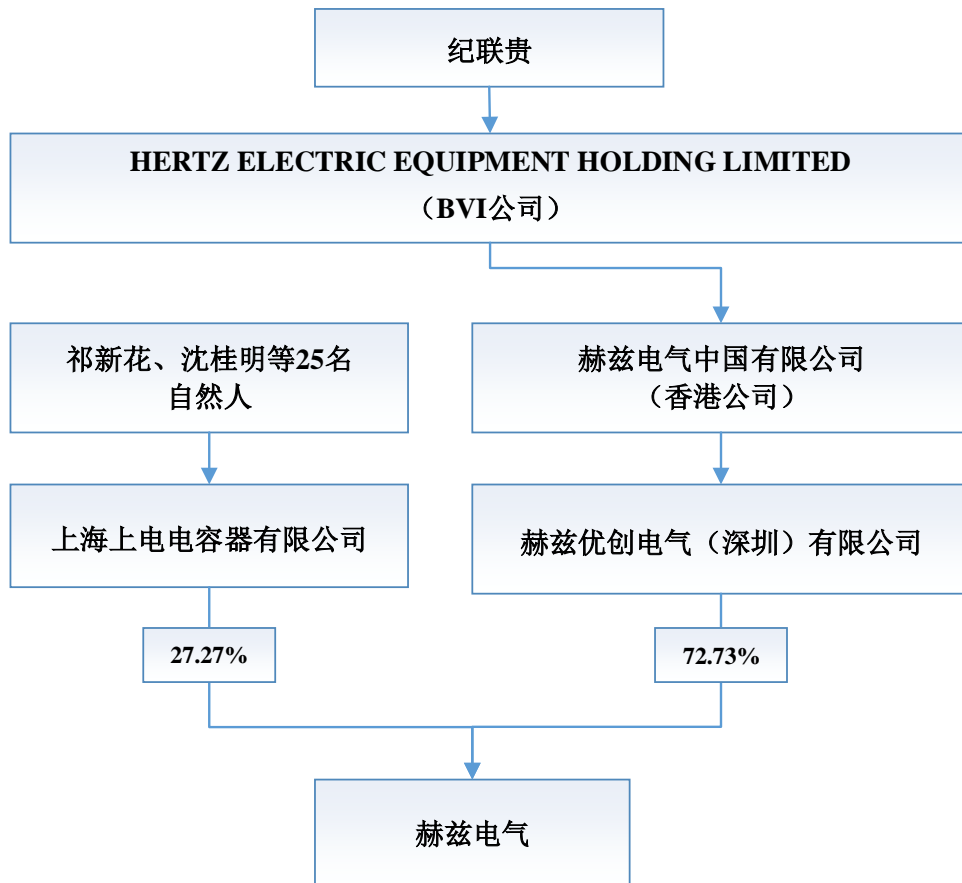 纪联贵
HERTZ ELECTRIC EQUIPMENT HOLDING LIMITED
（BVI公司）
祁新花、沈桂明等25名
自然人
赫兹电气中国有限公司
（香港公司）
上海上电电容器有限公司
赫兹优创电气（深圳）有限公司
27.27%
72.73%
赫兹电气